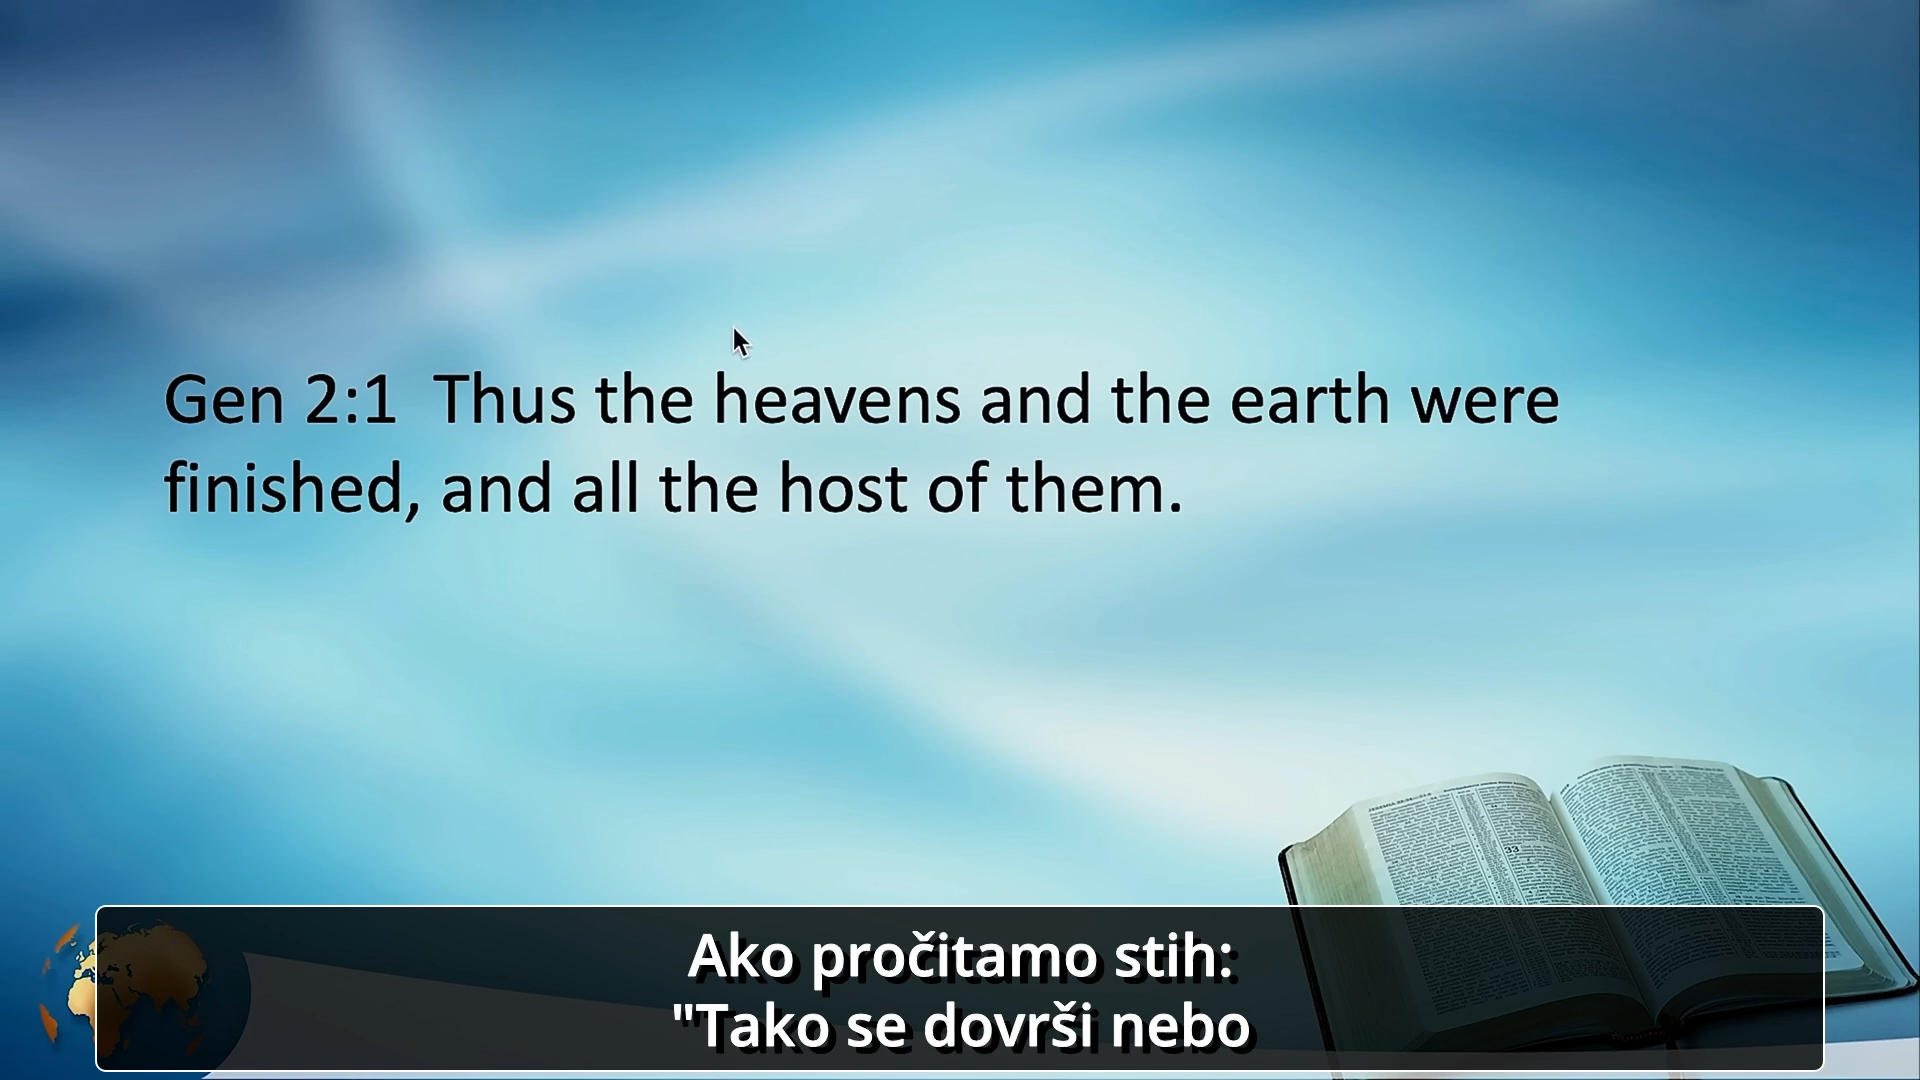 Gen 2:1  Thus the heavens and the earth were
finished, and all the host of them.
33
Ako pročitamo stih:
"Tako se dovrši nebo